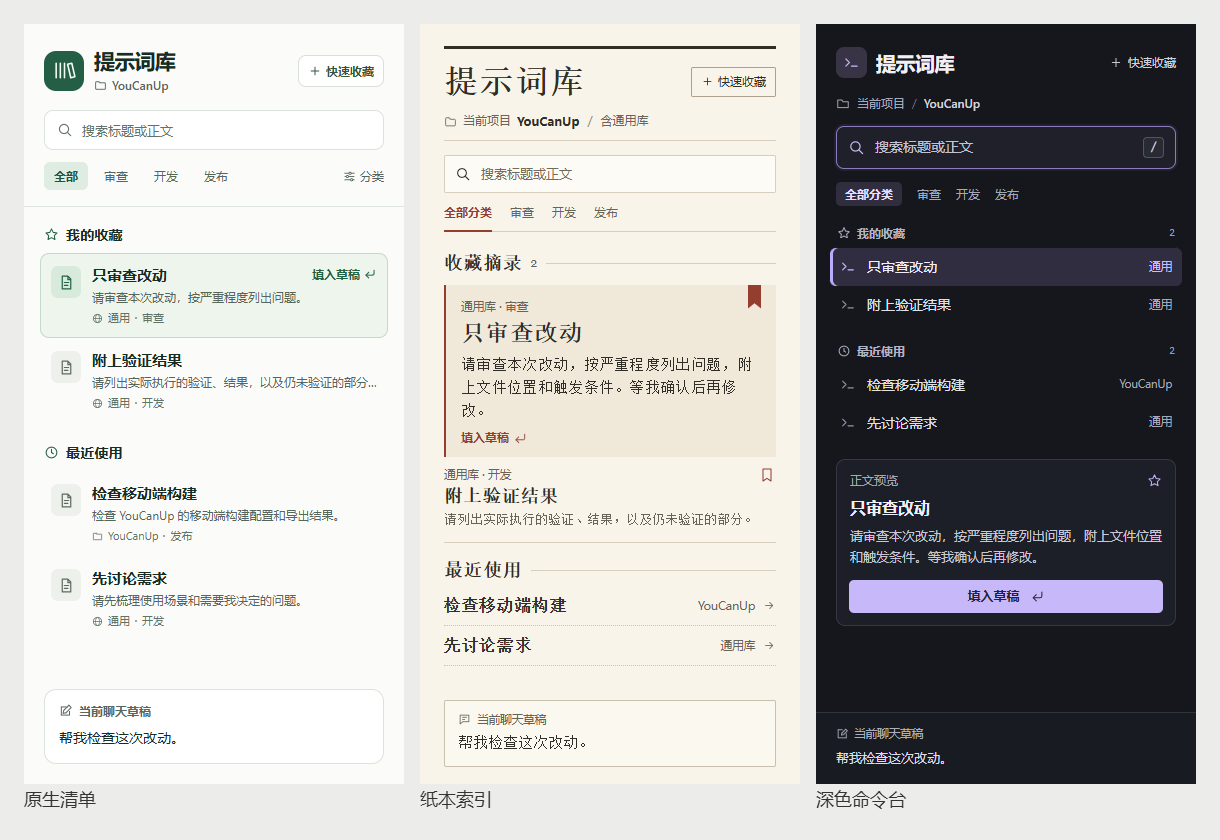 提示词库
YouCanUp
+ 快速收藏
搜索标题或正文
全部 审查 开发 发布 分类
我的收藏
只审查改动 填入草稿 ↵
请审查本次改动，按严重程度列出问题。
通用 · 审查
附上验证结果
请列出实际执行的验证、结果，以及仍未验证的部分...
通用 · 开发
最近使用
检查移动端构建
检查 YouCanUp 的移动端构建配置和导出结果。
YouCanUp · 发布
先讨论需求
请先梳理使用场景和需要我决定的问题。
通用 · 开发
当前聊天草稿
帮我检查这次改动。
原生清单
提示词库
+ 快速收藏
当前项目 YouCanUp / 含通用库
搜索标题或正文
全部分类 审查 开发 发布
收藏摘录 2
通用库 · 审查
只审查改动
请审查本次改动，按严重程度列出问题，附
上文件位置和触发条件。等我确认后再修
改。
填入草稿 ↵
通用库 · 开发
附上验证结果
请列出实际执行的验证、结果，以及仍未验证的部分。
最近使用
检查移动端构建 YouCanUp →
先讨论需求 通用库 →
当前聊天草稿
帮我检查这次改动。
纸本索引
提示词库
+ 快速收藏
当前项目 / YouCanUp
搜索标题或正文 /
全部分类 审查 开发 发布
我的收藏 2
只审查改动 通用
附上验证结果 通用
最近使用 2
检查移动端构建 YouCanUp
先讨论需求 通用
正文预览
只审查改动
请审查本次改动，按严重程度列出问题，附上文件位置
和触发条件。等我确认后再修改。
填入草稿 ↵
当前聊天草稿
帮我检查这次改动。
深色命令台